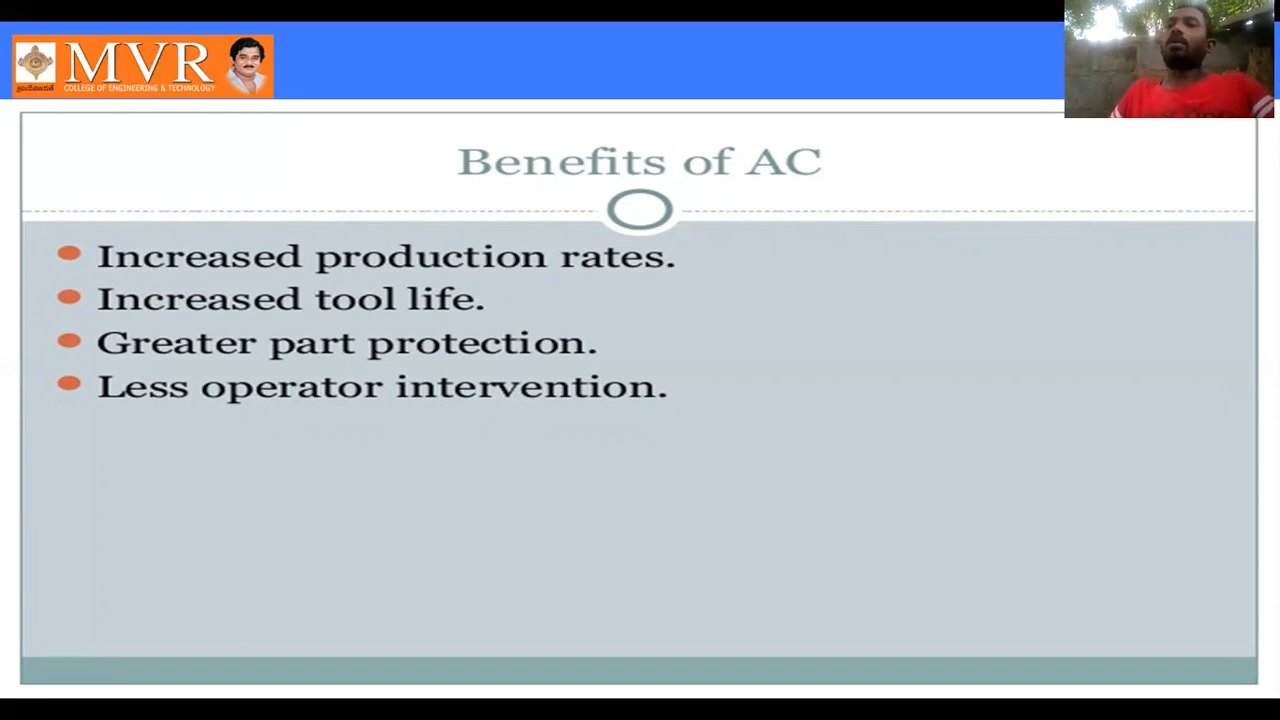 MVR
COLLEGE OF ENGINEERING & TECHNOLOGY
Benefits of AC
Increased production rates.
Increased tool life.
Greater part protection.
Less operator intervention.